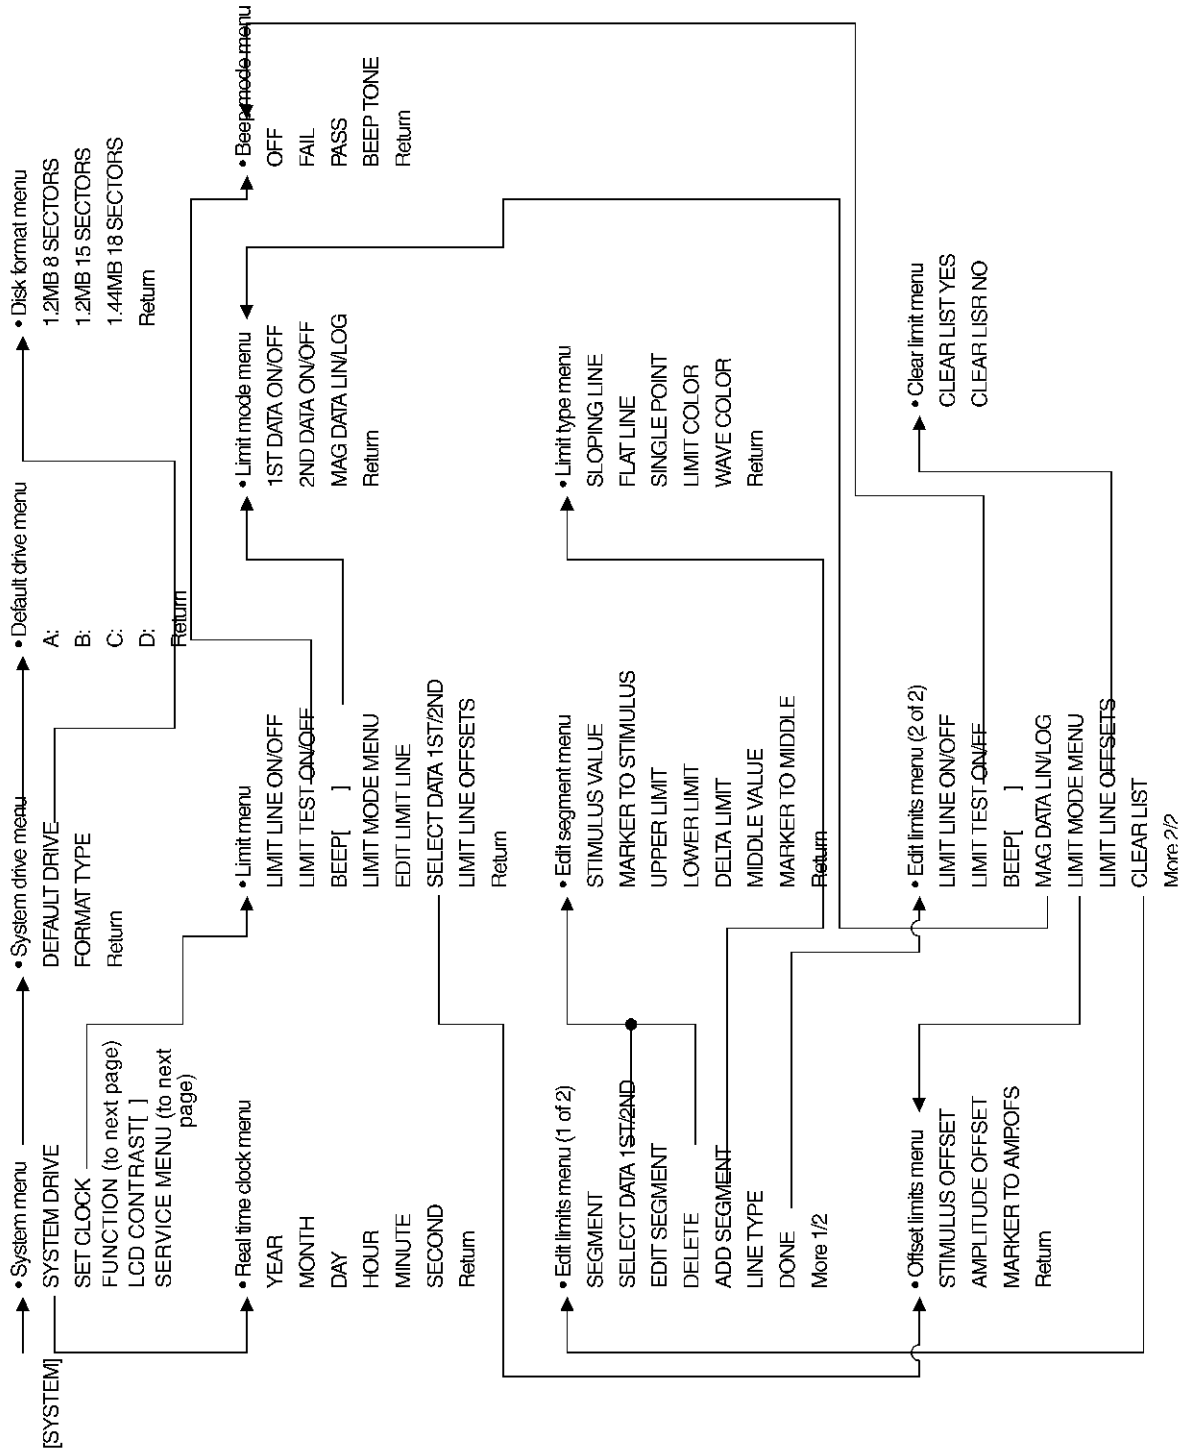 [SYSTEM]
• System menu
SYSTEM DRIVE
SET CLOCK
FUNCTION (to next page)
LCD CONTRAST[ ]
SERVICE MENU (to next
page)
• System drive menu
DEFAULT DRIVE
FORMAT TYPE
Return
• Default drive menu
A:
B:
C:
D:
Return
• Disk format menu
1.2MB 8 SECTORS
1.2MB 15 SECTORS
1.44MB 18 SECTORS
Return
• Real time clock menu
YEAR
MONTH
DAY
HOUR
MINUTE
SECOND
Return
• Limit menu
LIMIT LINE ON/OFF
LIMIT TEST ON/OFF
BEEP[ ]
LIMIT MODE MENU
EDIT LIMIT LINE
SELECT DATA 1ST/2ND
LIMIT LINE OFFSETS
Return
• Limit mode menu
1ST DATA ON/OFF
2ND DATA ON/OFF
MAG DATA LIN/LOG
Return
• Beep mode menu
OFF
FAIL
PASS
BEEP TONE
Return
• Edit limits menu (1 of 2)
SEGMENT
SELECT DATA 1ST/2ND
EDIT SEGMENT
DELETE
ADD SEGMENT
LINE TYPE
DONE
More 1/2
• Edit segment menu
STIMULUS VALUE
MARKER TO STIMULUS
UPPER LIMIT
LOWER LIMIT
DELTA LIMIT
MIDDLE VALUE
MARKER TO MIDDLE
Return
• Limit type menu
SLOPING LINE
FLAT LINE
SINGLE POINT
LIMIT COLOR
WAVE COLOR
Return
• Offset limits menu
STIMULUS OFFSET
AMPLITUDE OFFSET
MARKER TO AMP.OFS
Return
• Edit limits menu (2 of 2)
LIMIT LINE ON/OFF
LIMIT TEST ON/FF
BEEP[ ]
MAG DATA LIN/LOG
LIMIT MODE MENU
LIMIT LINE OFFSETS
CLEAR LIST
More 2/2
• Clear limit menu
CLEAR LIST YES
CLEAR LISR NO